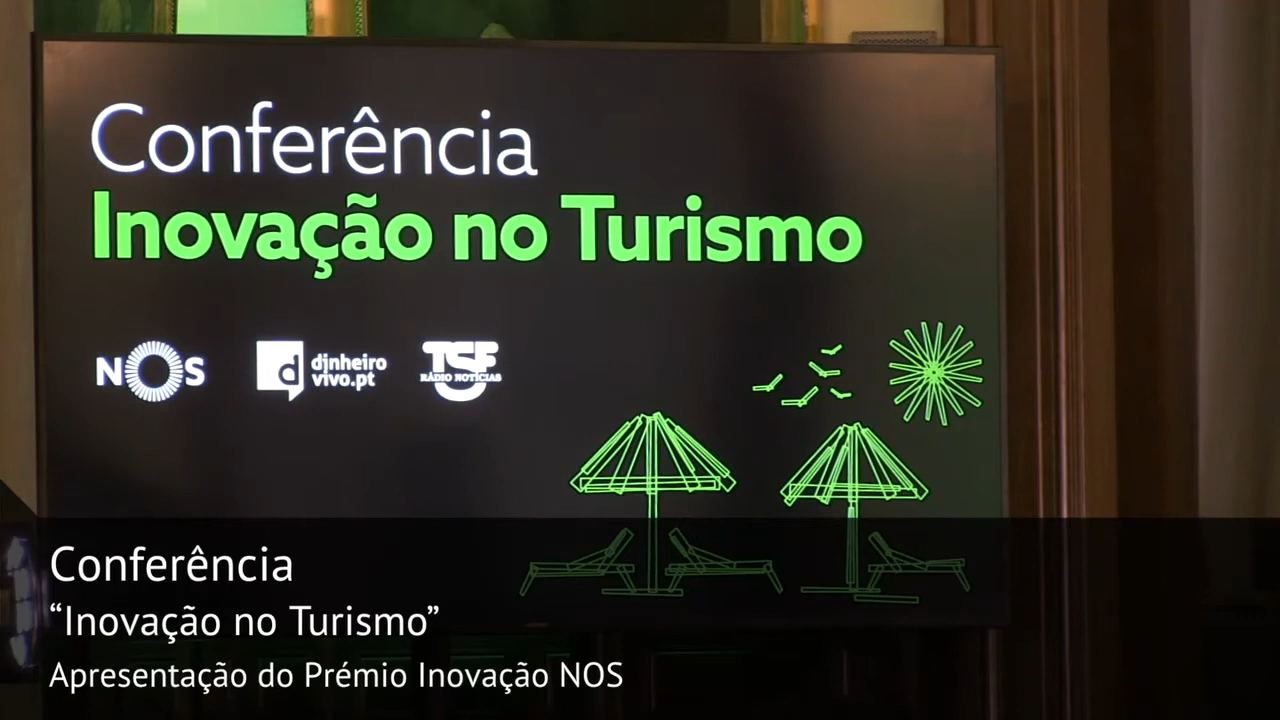 Conferência
Inovação no Turismo
NOS
d dinheiro
vivo.pt
TSF
RÁDIO NOTÍCIAS
Conferência
“Inovação no Turismo”
Apresentação do Prémio Inovação NOS